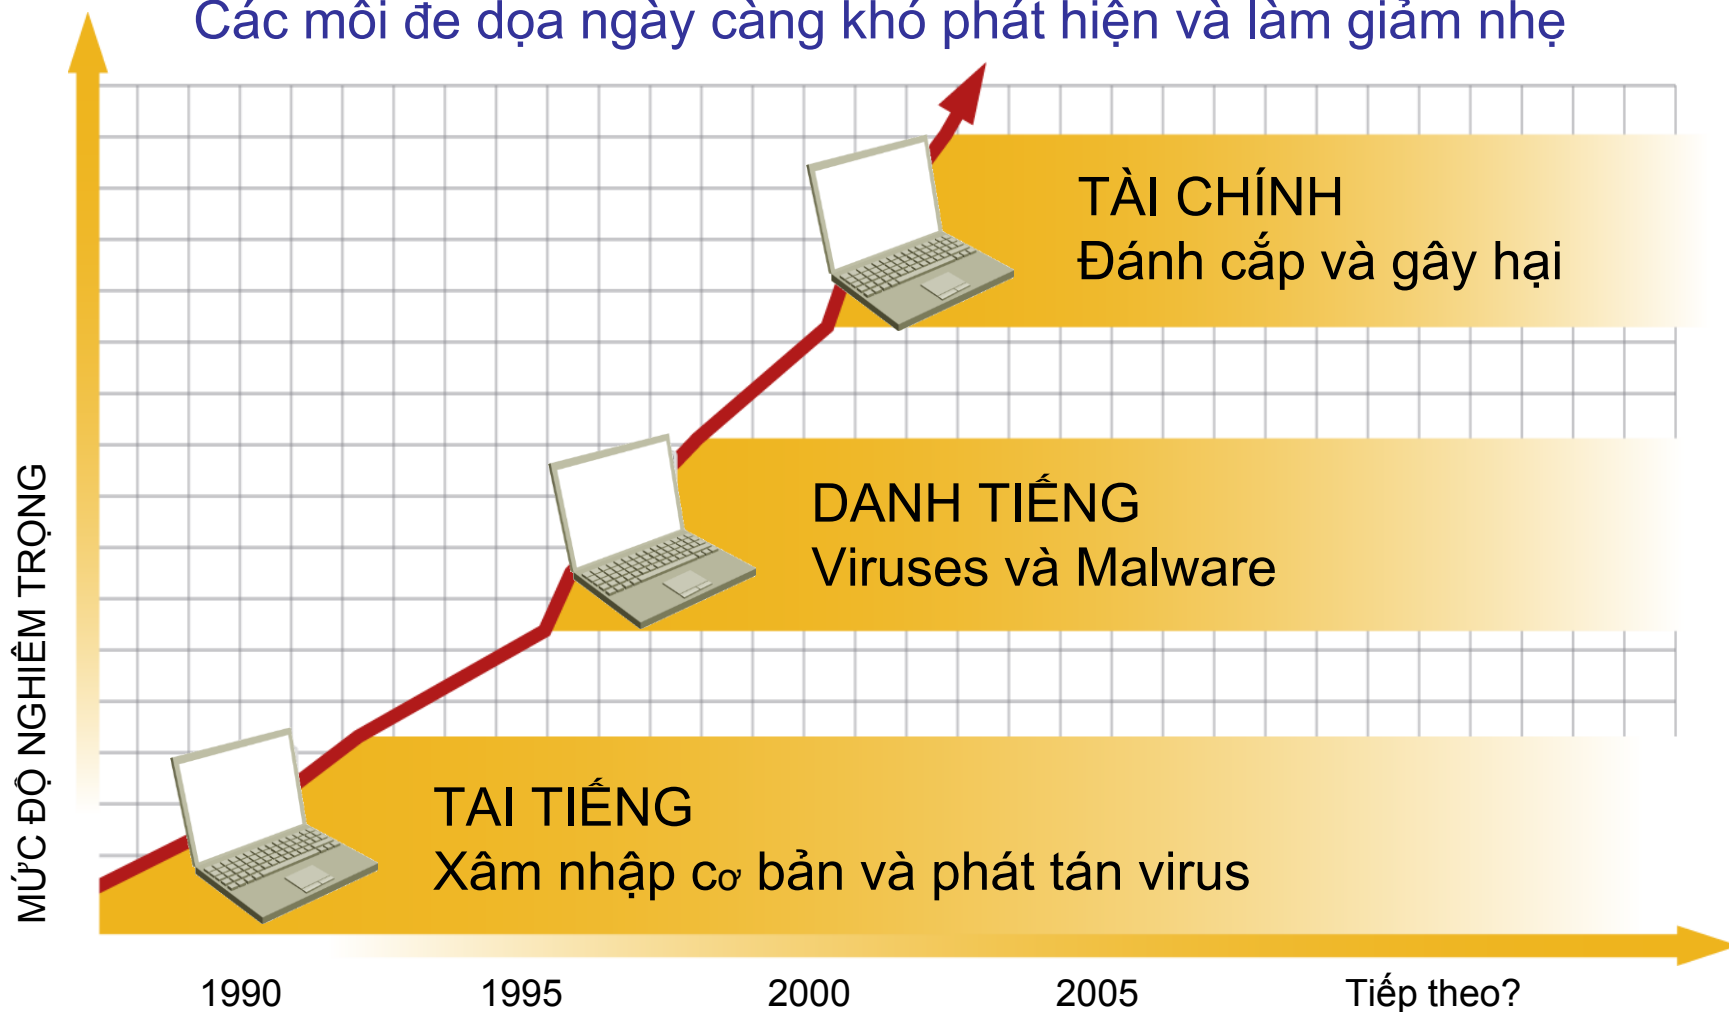 Các mối đe dọa ngày càng khó phát hiện và làm giảm nhẹ
TÀI CHÍNH
Đánh cắp và gây hại
DANH TIẾNG
Viruses và Malware
TAI TIẾNG
Xâm nhập cơ bản và phát tán virus
MỨC ĐỘ NGHIÊM TRỌNG
1990 1995 2000 2005 Tiếp theo?